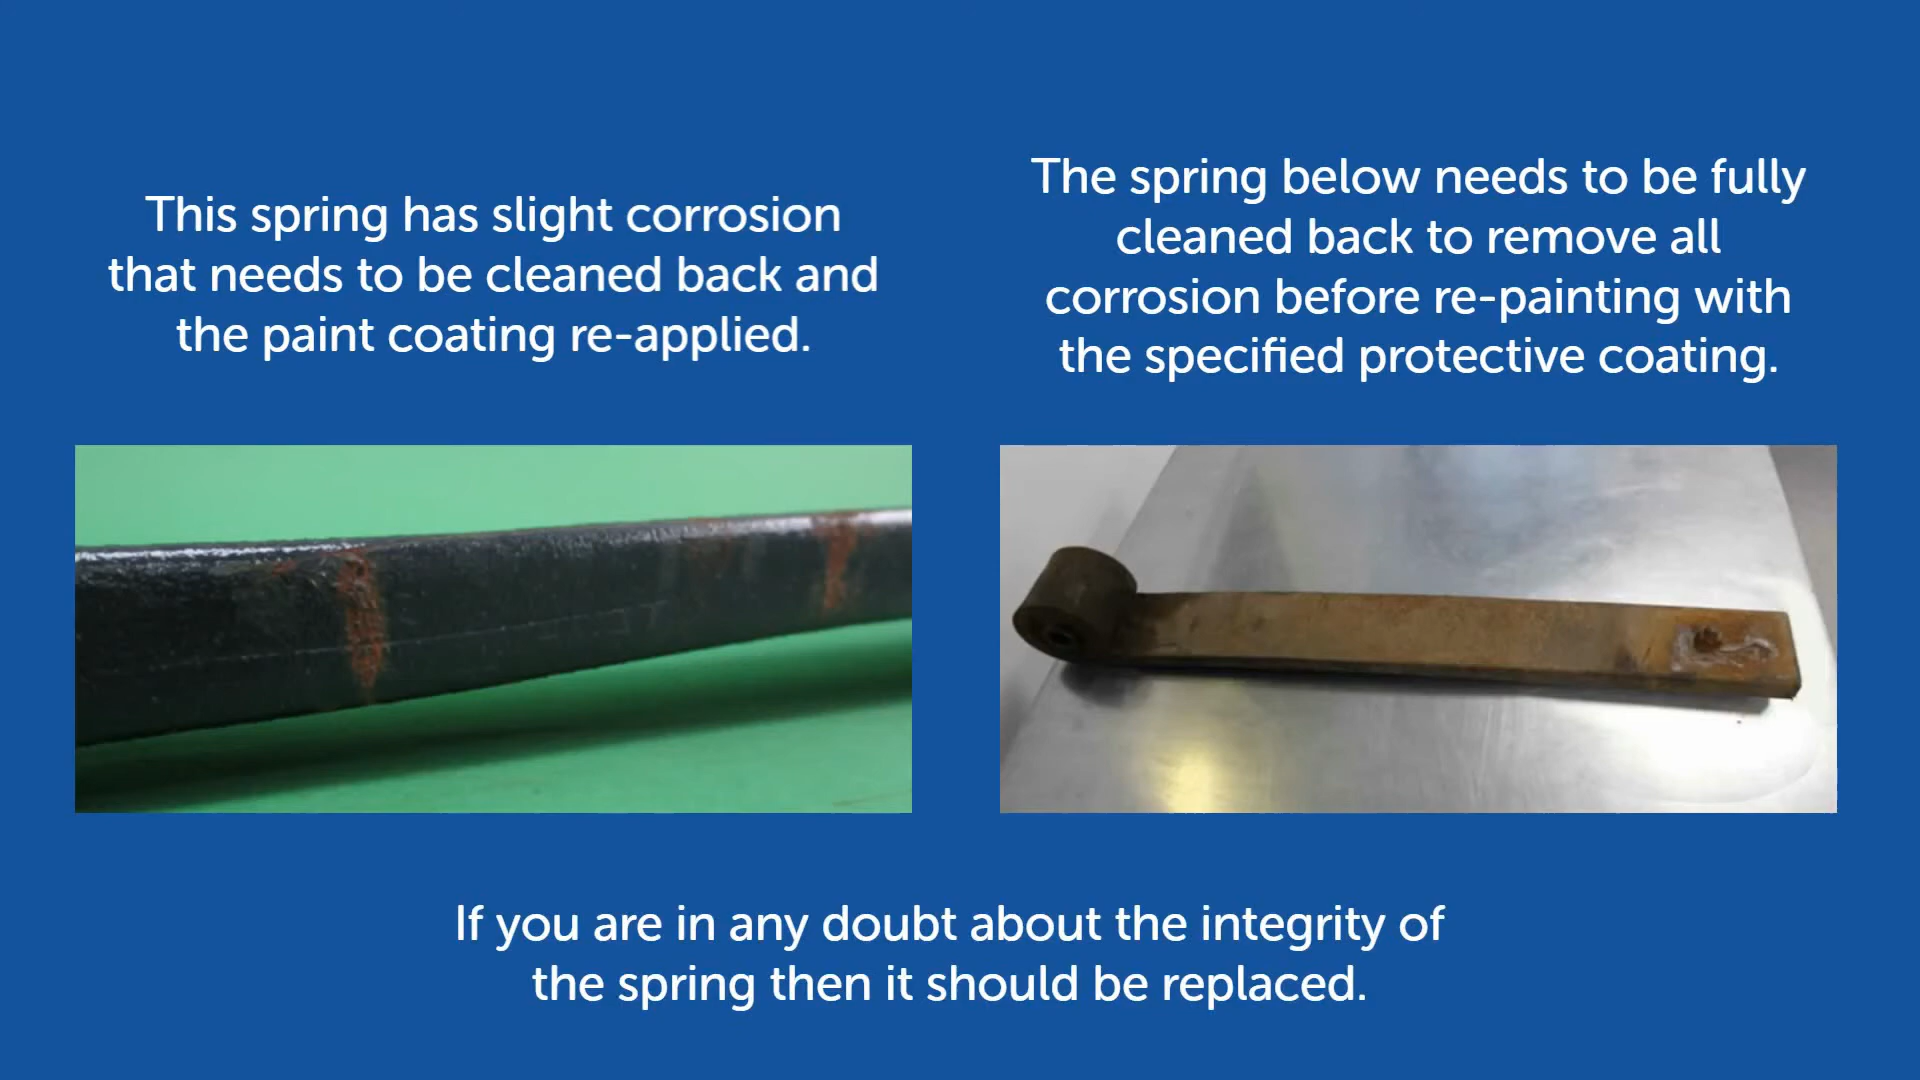 This spring has slight corrosion
that needs to be cleaned back and
the paint coating re-applied.
The spring below needs to be fully
cleaned back to remove all
corrosion before re-painting with
the specified protective coating.
If you are in any doubt about the integrity of
the spring then it should be replaced.